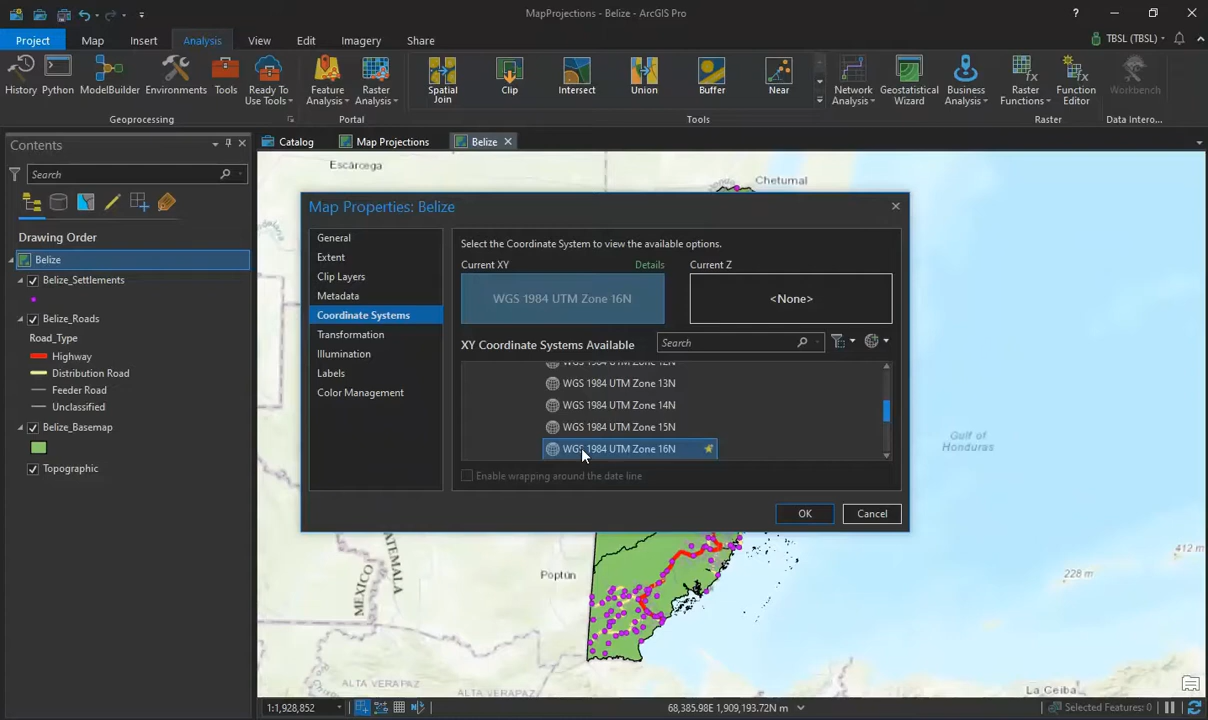 MapProjections - Belize - ArcGIS Pro
?
TBSL (TBSL)
Project Map Insert Analysis View Edit Imagery Share
History Python ModelBuilder Environments Tools Ready To Use Tools Feature Analysis Raster Analysis Spatial Join Clip Intersect Union Buffer Near Network Analysis Geostatistical Wizard Business Analysis Raster Functions Function Editor Workbench
Geoprocessing Portal Tools Raster Data Intero...
Contents
Catalog Map Projections Belize
Search
Drawing Order
Belize
Belize_Settlements
Belize_Roads
Road_Type
Highway
Distribution Road
Feeder Road
Unclassified
Belize_Basemap
Topographic
Escárcega
Chetumal
Map Properties: Belize
General
Extent
Clip Layers
Metadata
Coordinate Systems
Transformation
Illumination
Labels
Color Management
Select the Coordinate System to view the available options.
Current XY Details Current Z
WGS 1984 UTM Zone 16N <None>
XY Coordinate Systems Available Search
WGS 1984 UTM Zone 12N
WGS 1984 UTM Zone 13N
WGS 1984 UTM Zone 14N
WGS 1984 UTM Zone 15N
WGS 1984 UTM Zone 16N
Enable wrapping around the date line
OK Cancel
Gulf of
Honduras
412 m
228 m
Poptún
MEXICO
GUATEMALA
ALTA VERAPAZ
La Ceiba
1:1,928,852 68,385.98E 1,909,193.72N m Selected Features: 0